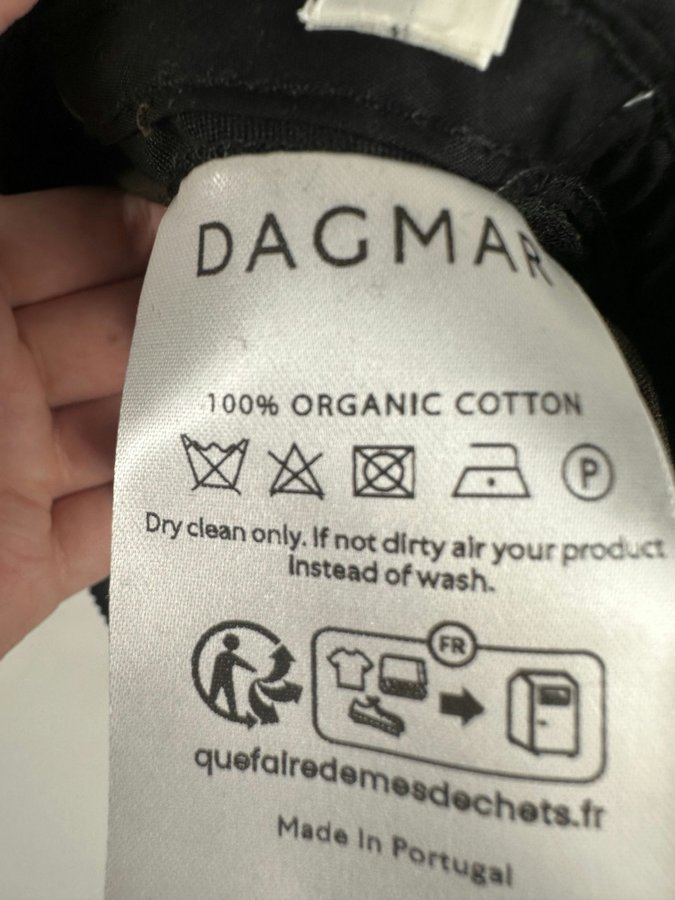 DAGMAR
100% ORGANIC COTTON
P
Dry clean only. If not dirty air your product
instead of wash.
FR
quefairedemesdechets.fr
Made in Portugal